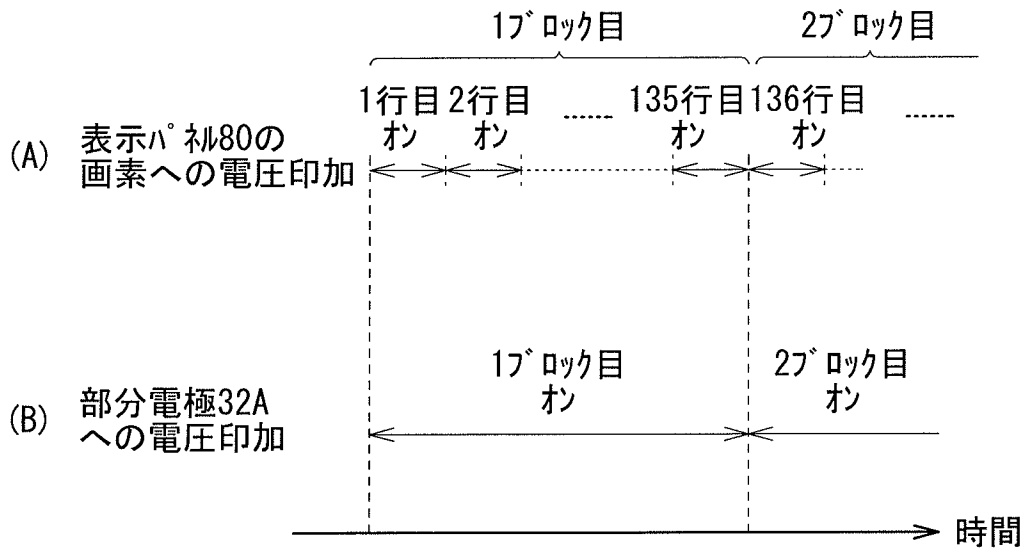 1ブロック目 2ブロック目
1行目 2行目 …… 135行目 136行目 ……
オン オン オン オン
(A) 表示パネル80の
画素への電圧印加
1ブロック目 2ブロック目
オン オン
(B) 部分電極32A
への電圧印加
時間